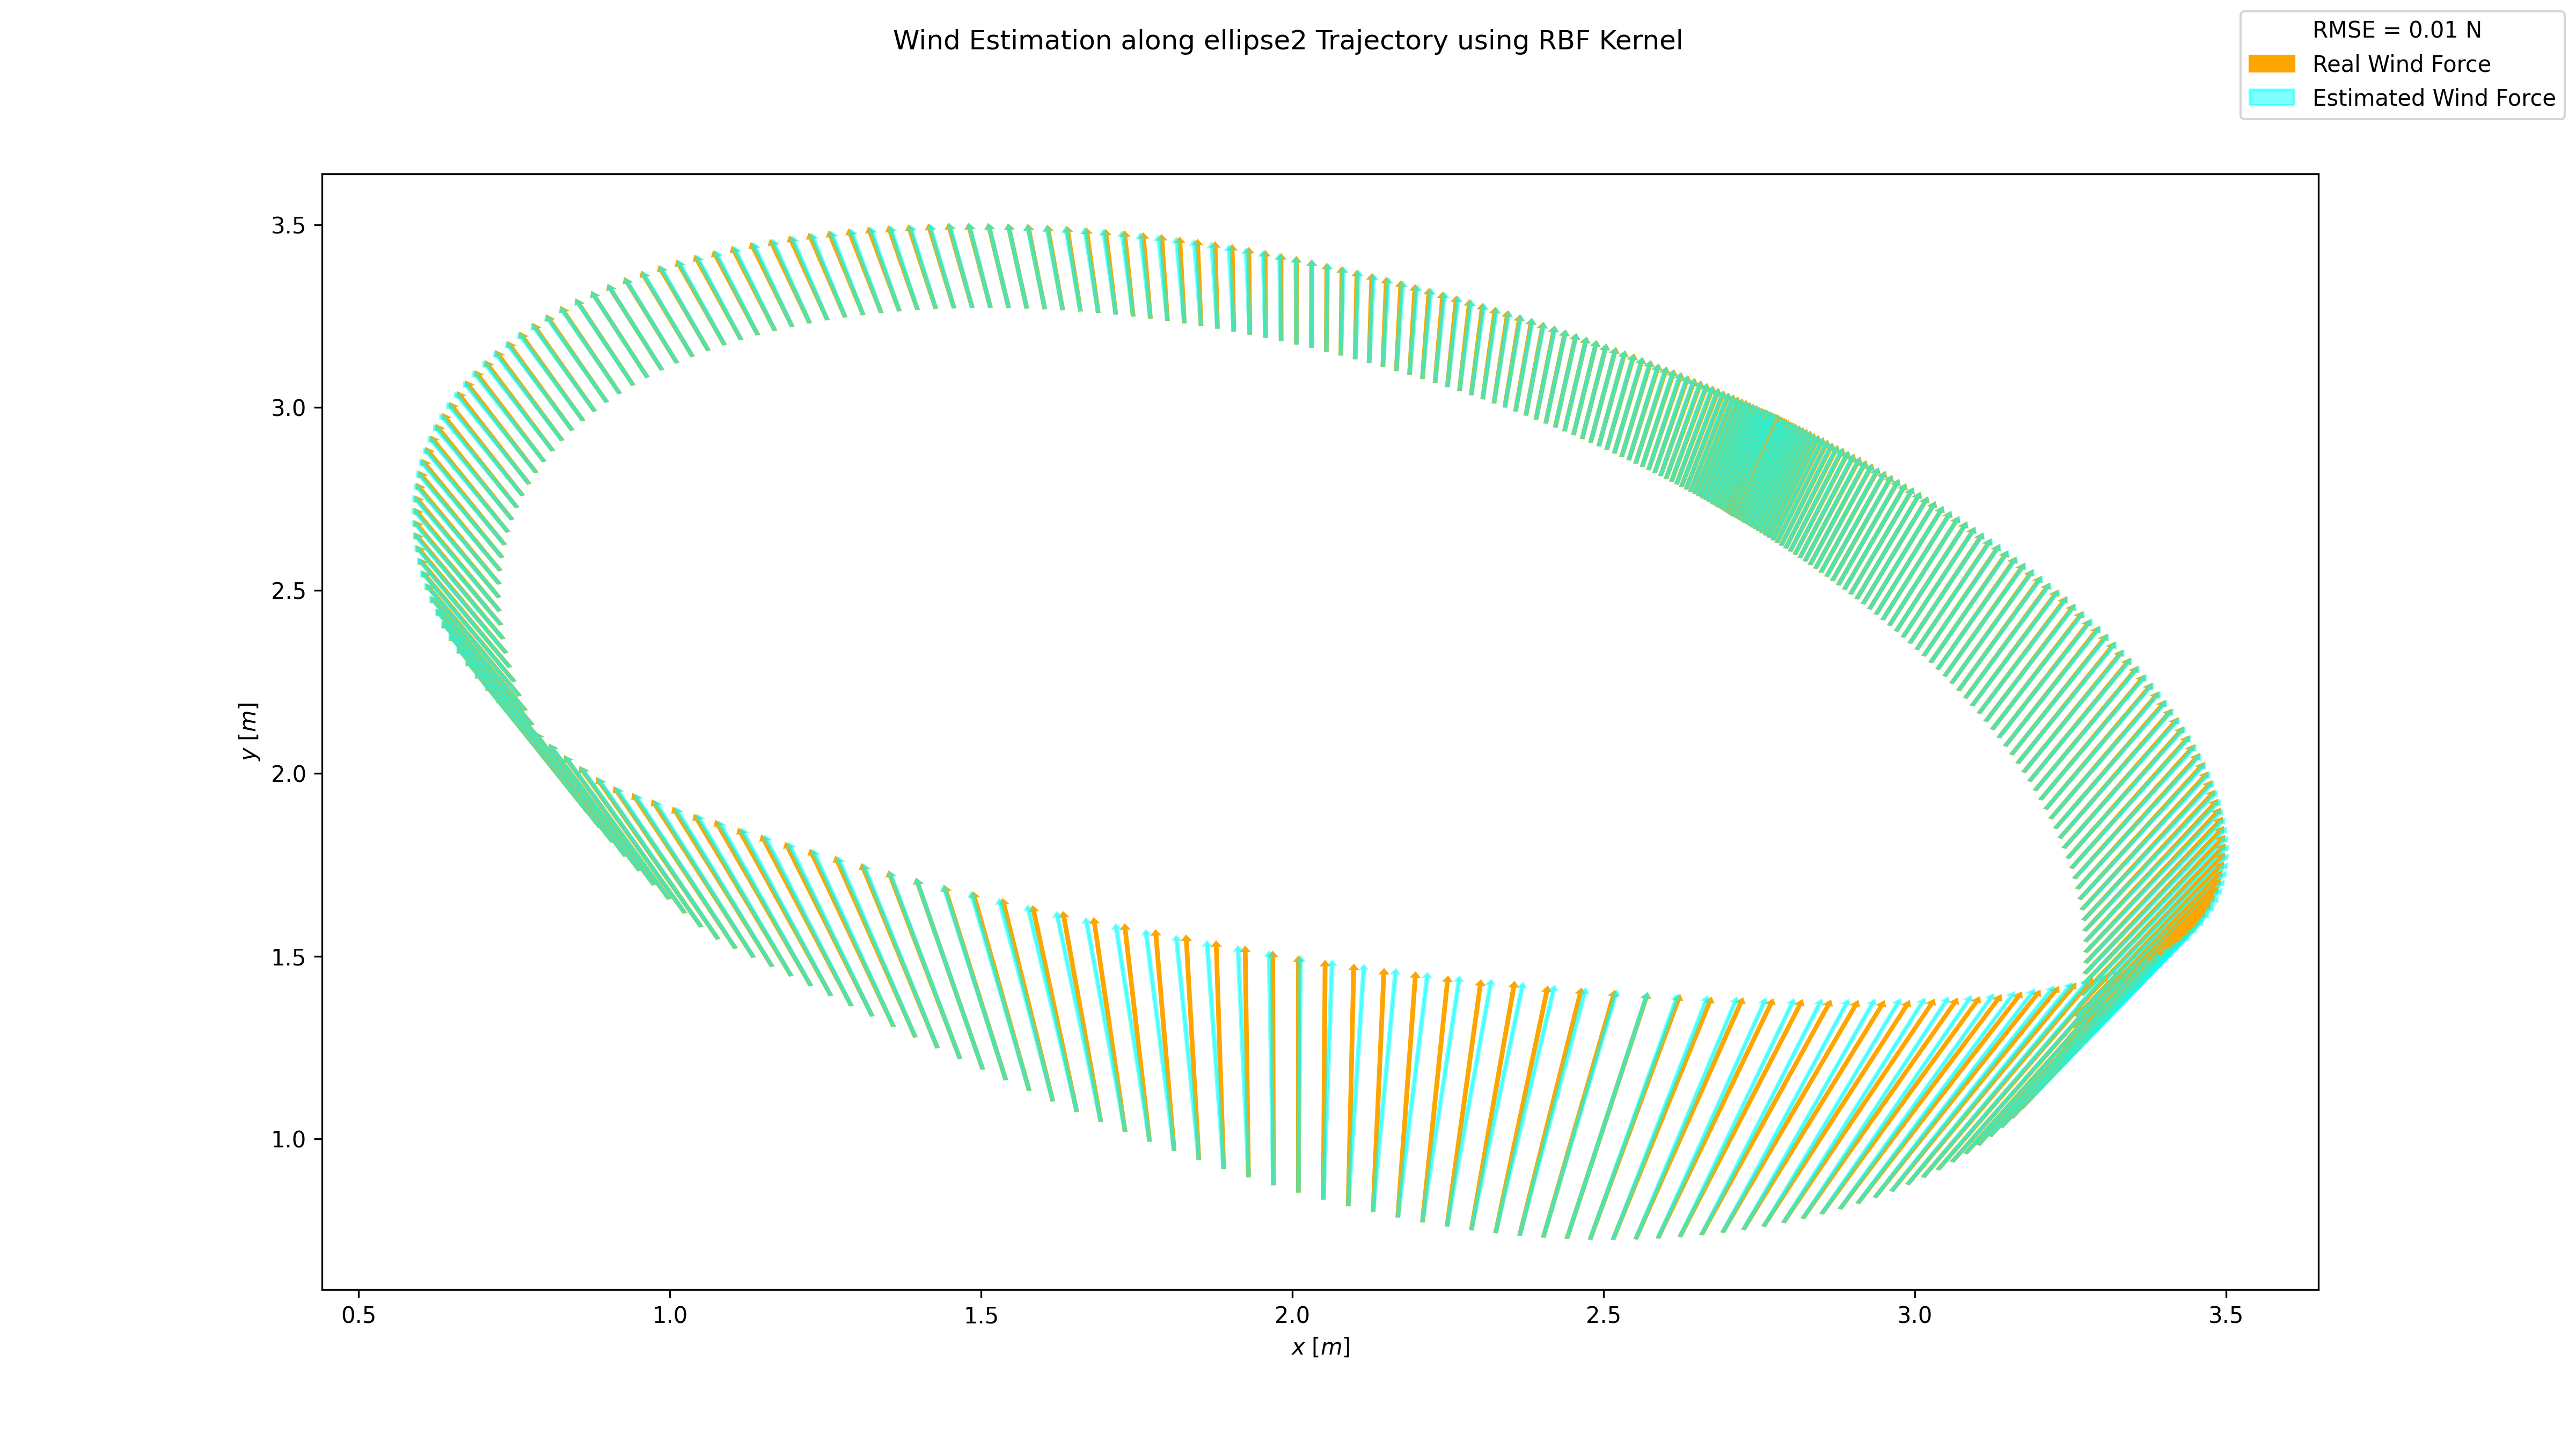 Wind Estimation along ellipse2 Trajectory using RBF Kernel
RMSE = 0.01 N
Real Wind Force
Estimated Wind Force
3.5
3.0
2.5
2.0
1.5
1.0
y [m]
0.5 1.0 1.5 2.0 2.5 3.0 3.5
x [m]